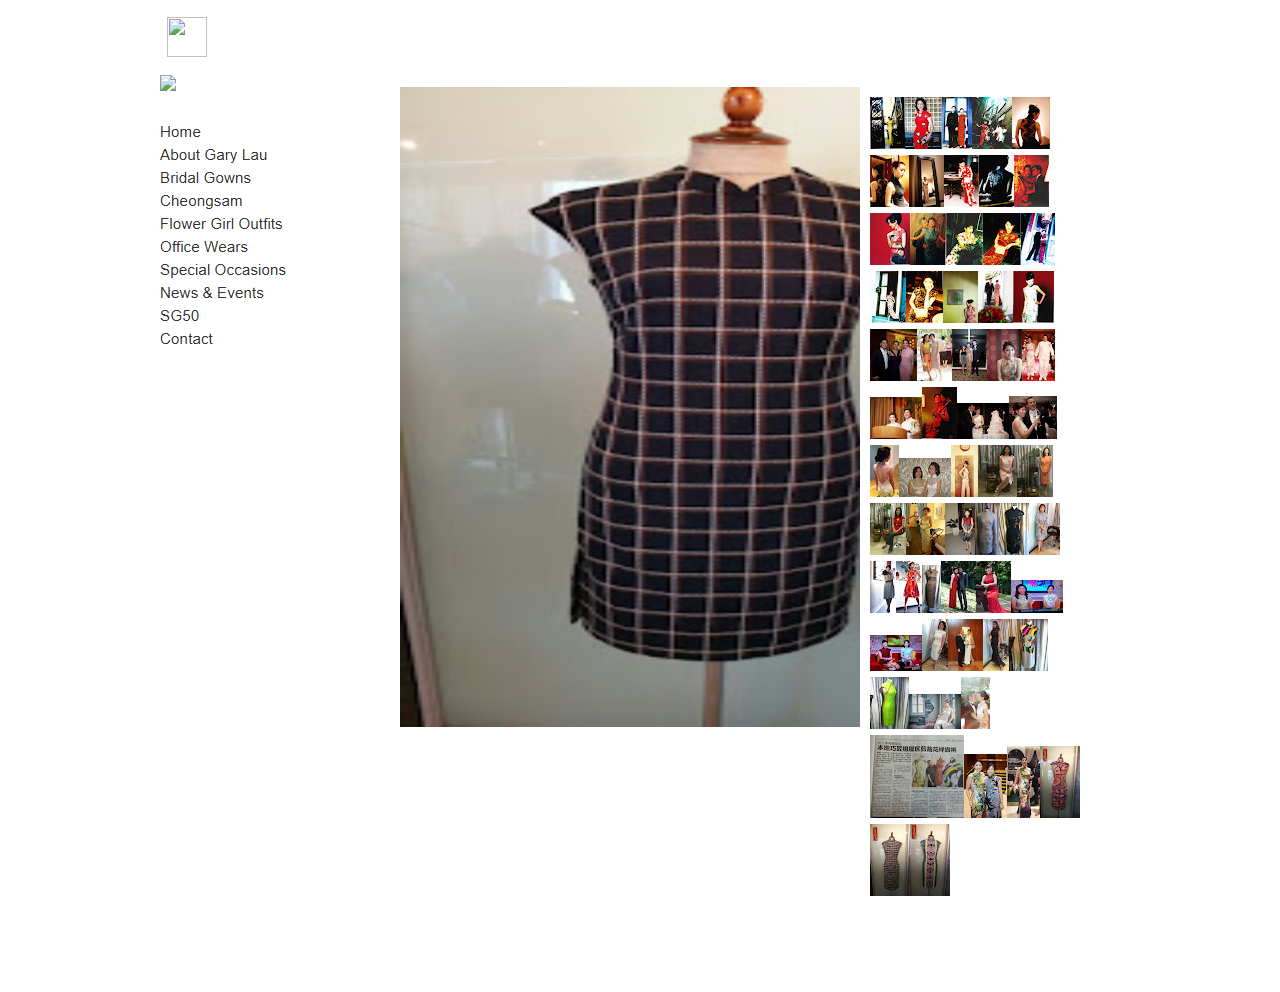 Home
About Gary Lau
Bridal Gowns
Cheongsam
Flower Girl Outfits
Office Wears
Special Occasions
News & Events
SG50
Contact